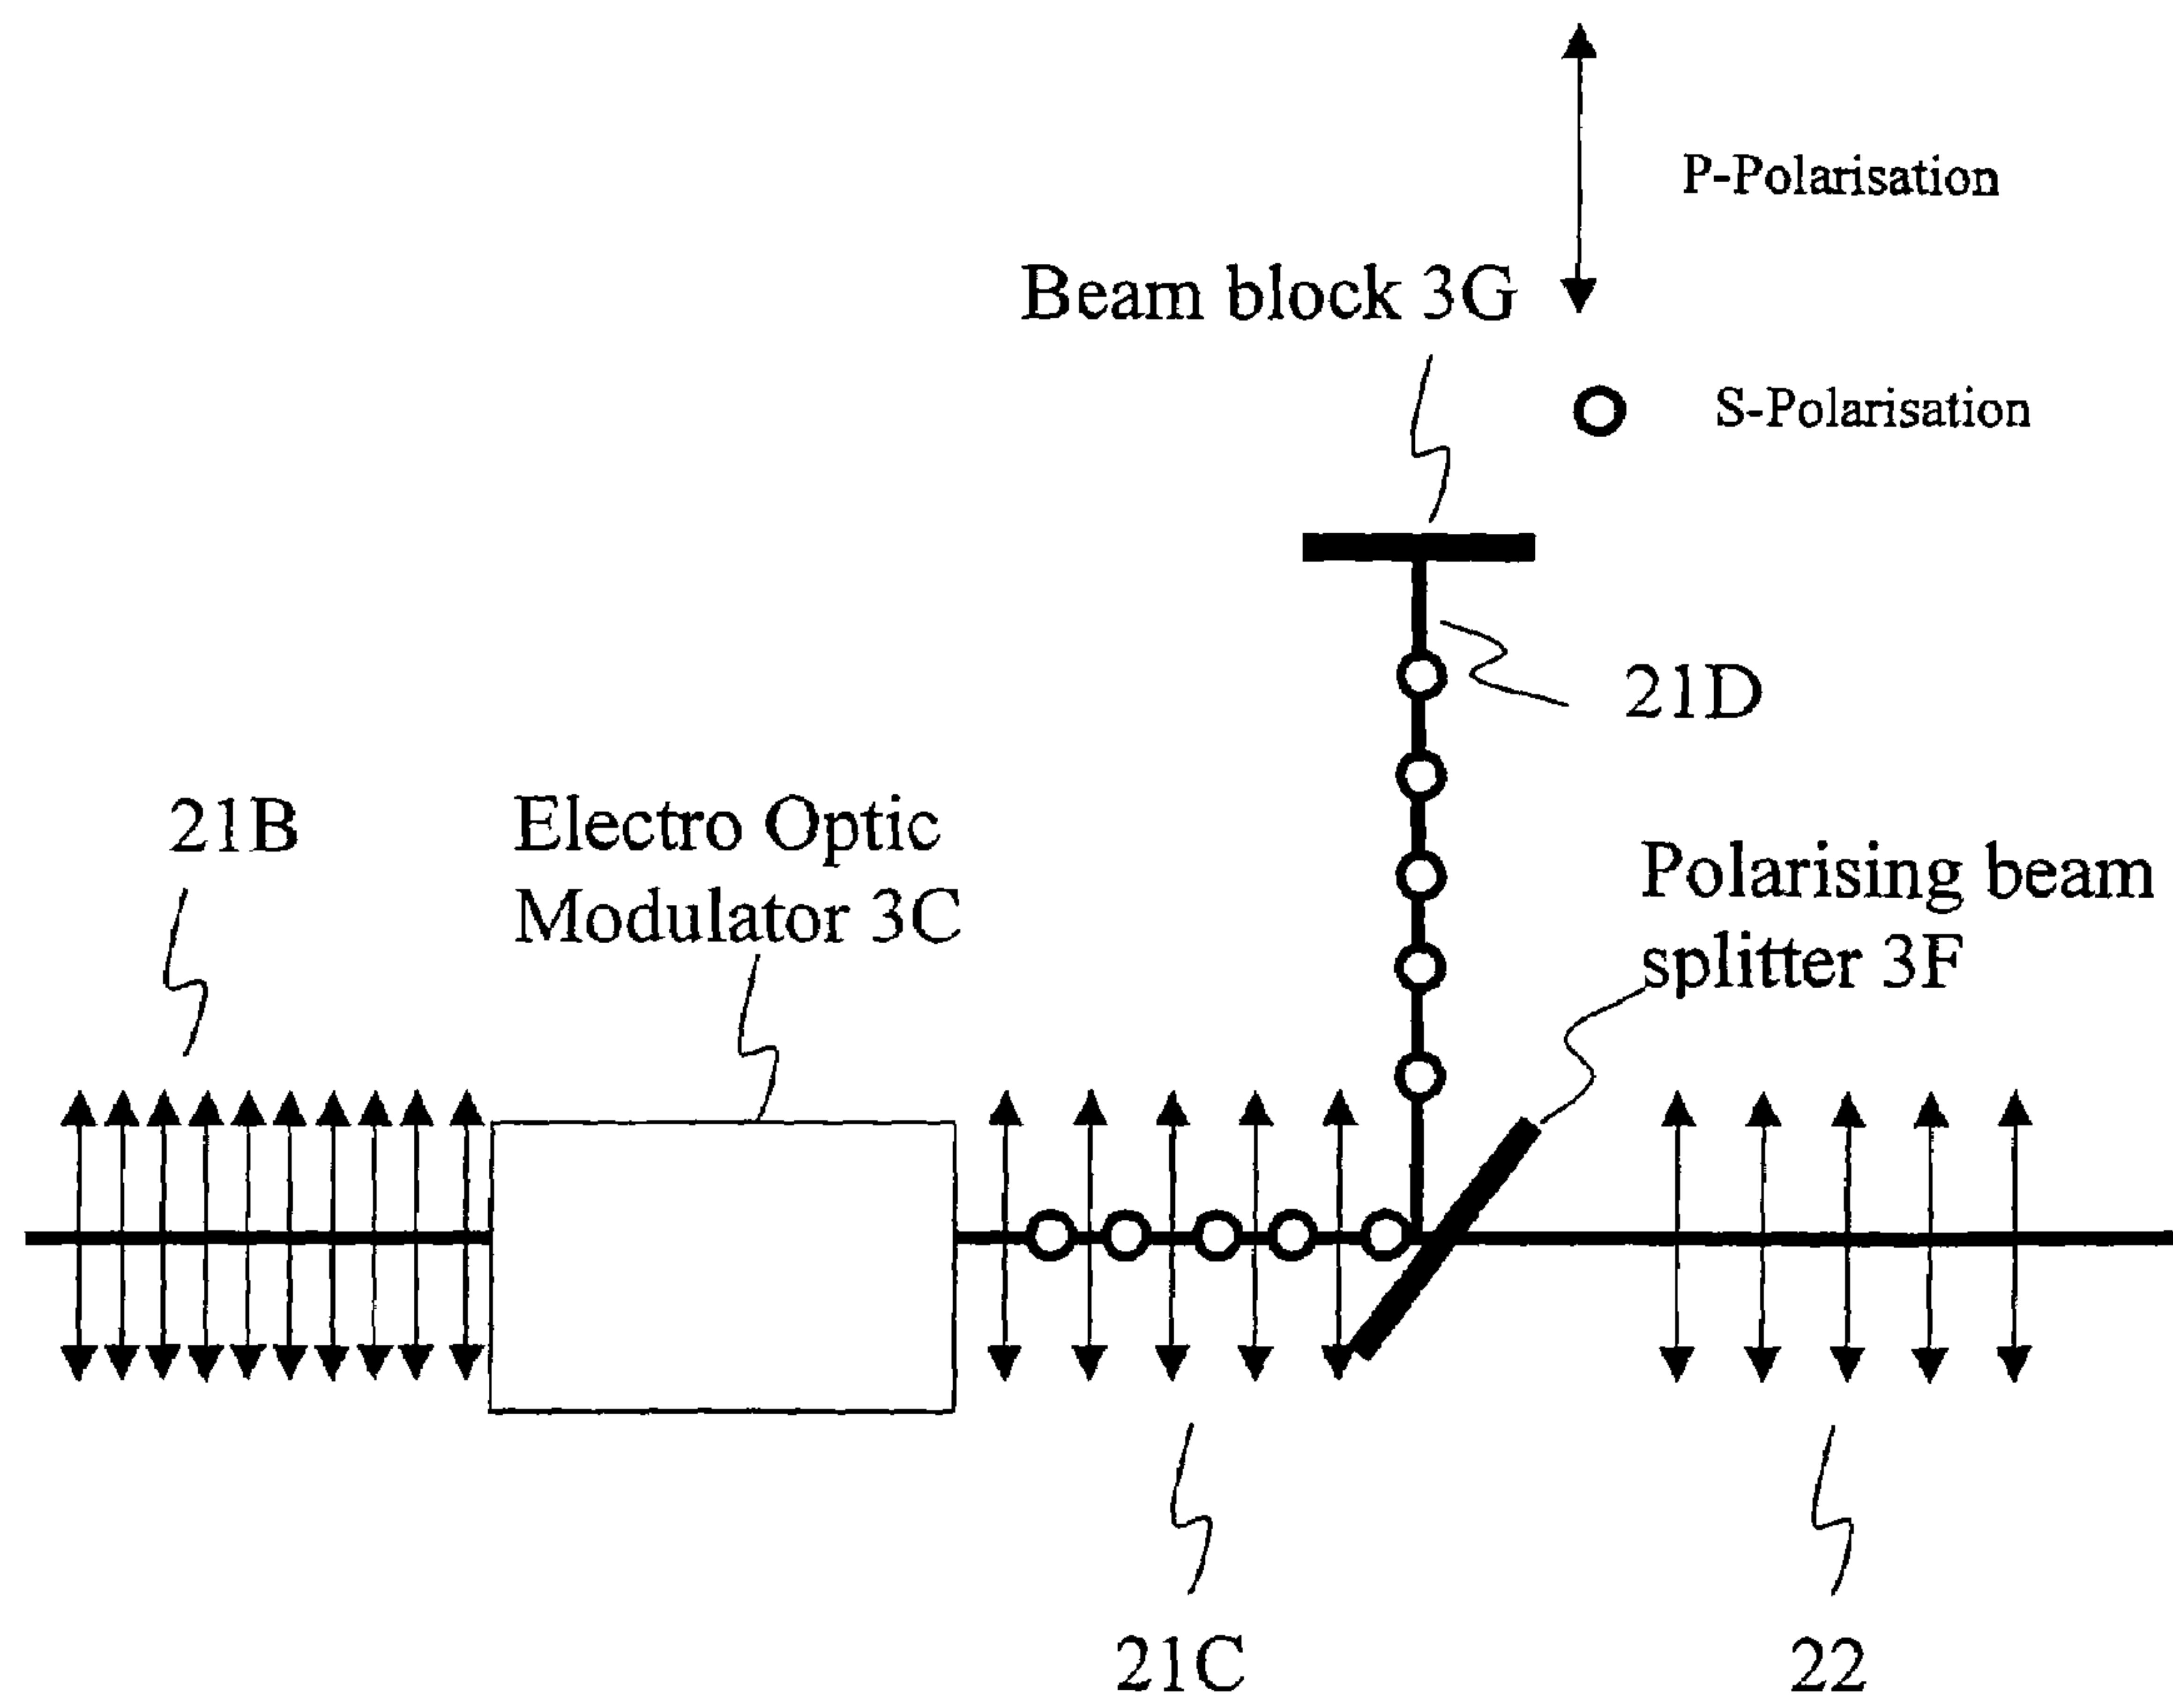 P-Polarisation
Beam block 3G
S-Polarisation
21D
21B
Electro Optic
Modulator 3C
Polarising beam
splitter 3F
21C
22